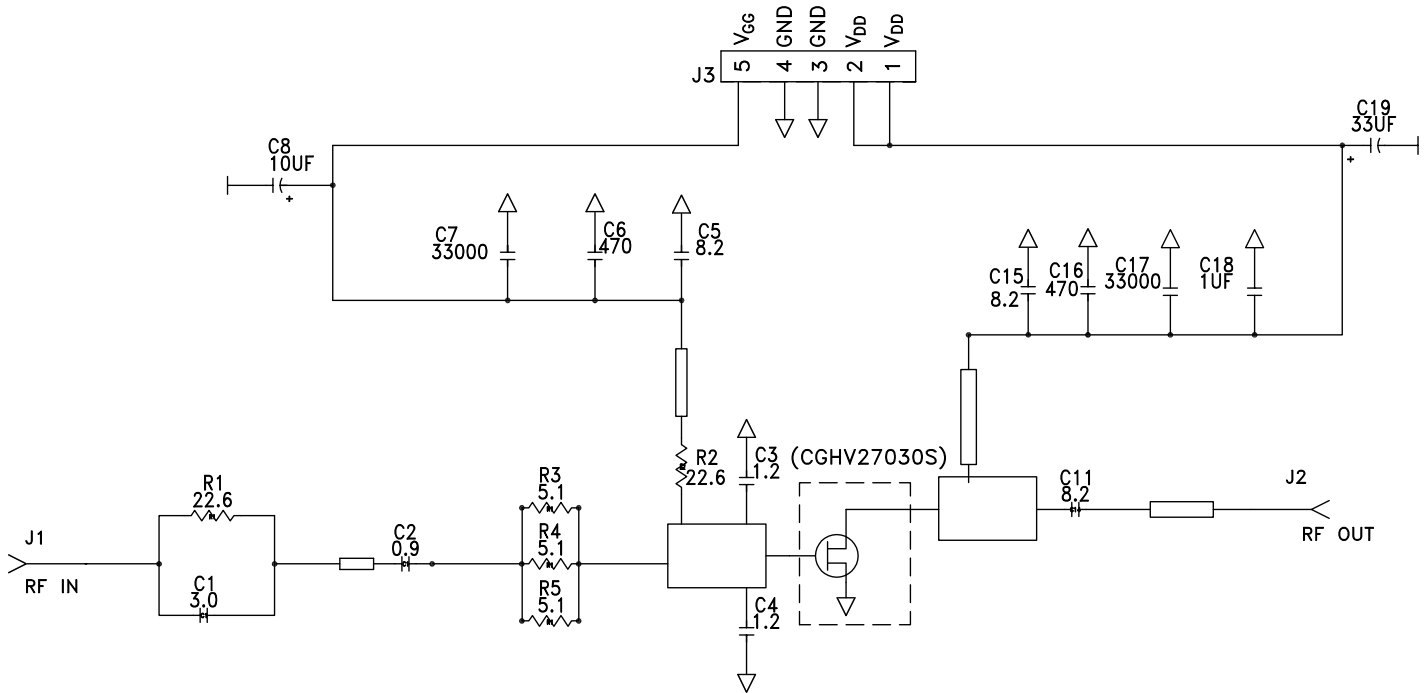 VGG
GND
GND
VDD
VDD
J3
5
4
3
2
1
C19
33UF
+
C8
10UF
+
C7
33000
C6
470
C5
8.2
C15
8.2
C16
470
C17
33000
C18
1UF
R2
22.6
C3
1.2
(CGHV27030S)
C11
8.2
J2
RF OUT
R1
22.6
J1
RF IN
C1
3.0
C2
0.9
R3
5.1
R4
5.1
R5
5.1
C4
1.2